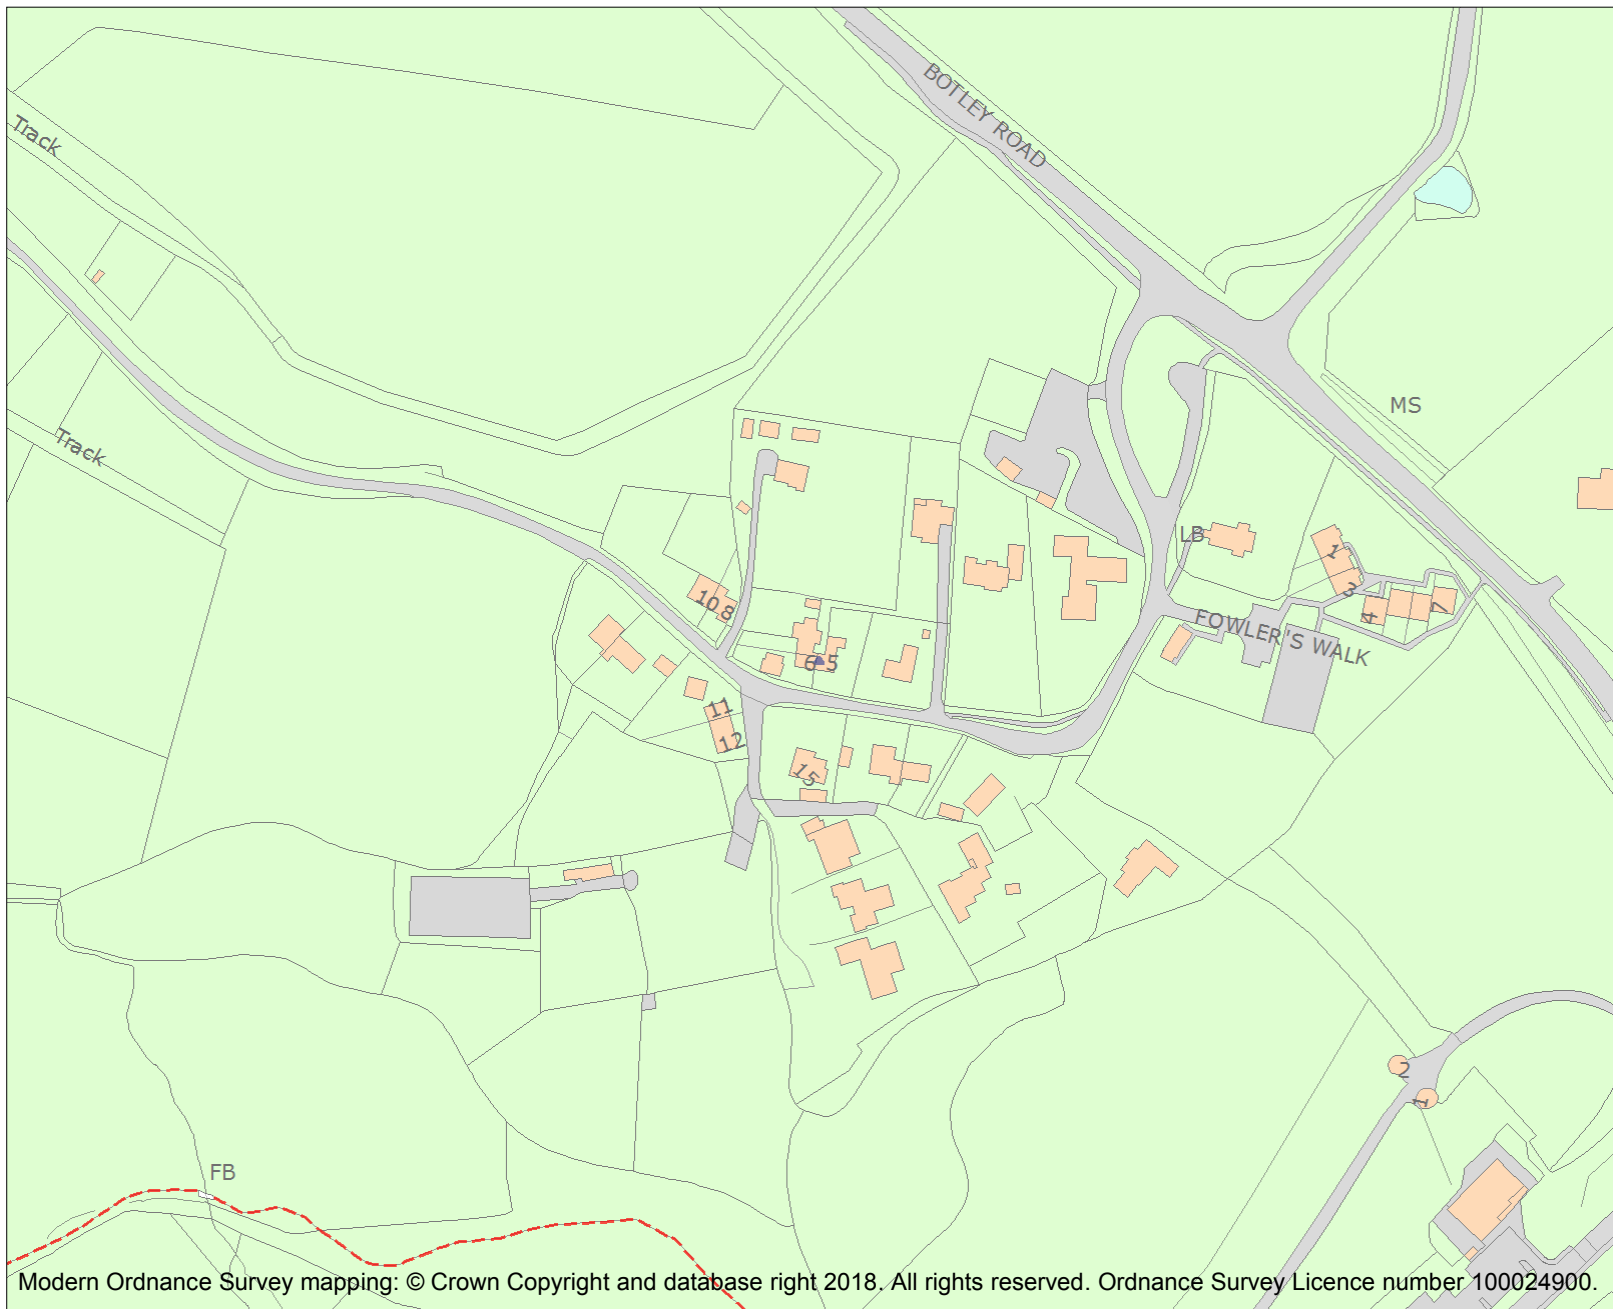 BOTLEY ROAD
Track
MS
Track
LB
1
3
10
8
4
7
FOWLER'S WALK
6
5
11
12
15
2
1
FB
Modern Ordnance Survey mapping: © Crown Copyright and database right 2018. All rights reserved. Ordnance Survey Licence number 100024900.